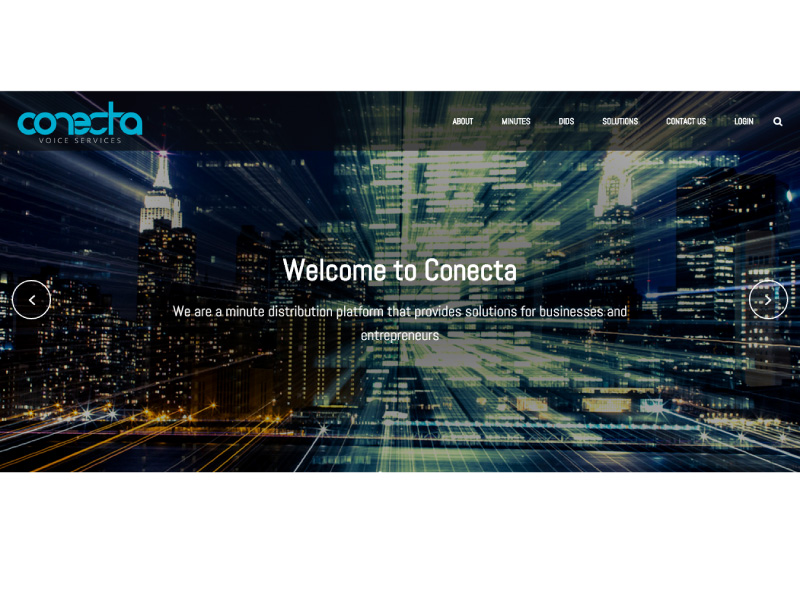 conecta
VOICE SERVICES
ABOUT MINUTES DIDS SOLUTIONS CONTACT US LOGIN
Welcome to Conecta
We are a minute distribution platform that provides solutions for businesses and
entrepreneurs